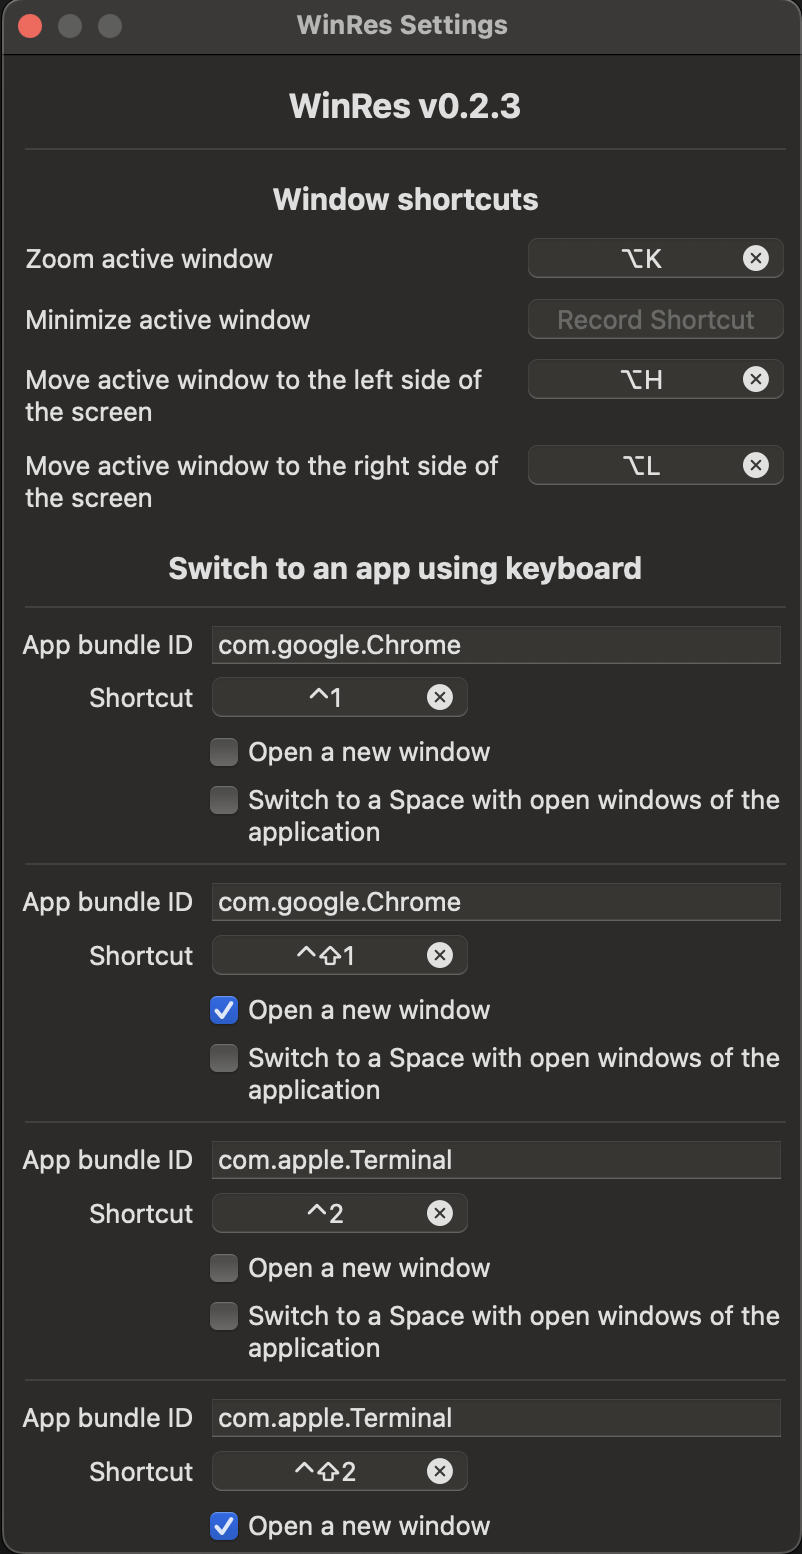 WinRes Settings
WinRes v0.2.3
Window shortcuts
Zoom active window ⌥K
Minimize active window Record Shortcut
Move active window to the left side of ⌥H
the screen
Move active window to the right side of ⌥L
the screen
Switch to an app using keyboard
App bundle ID com.google.Chrome
Shortcut ^1
Open a new window
Switch to a Space with open windows of the
application
App bundle ID com.google.Chrome
Shortcut ^⇧1
Open a new window
Switch to a Space with open windows of the
application
App bundle ID com.apple.Terminal
Shortcut ^2
Open a new window
Switch to a Space with open windows of the
application
App bundle ID com.apple.Terminal
Shortcut ^⇧2
Open a new window